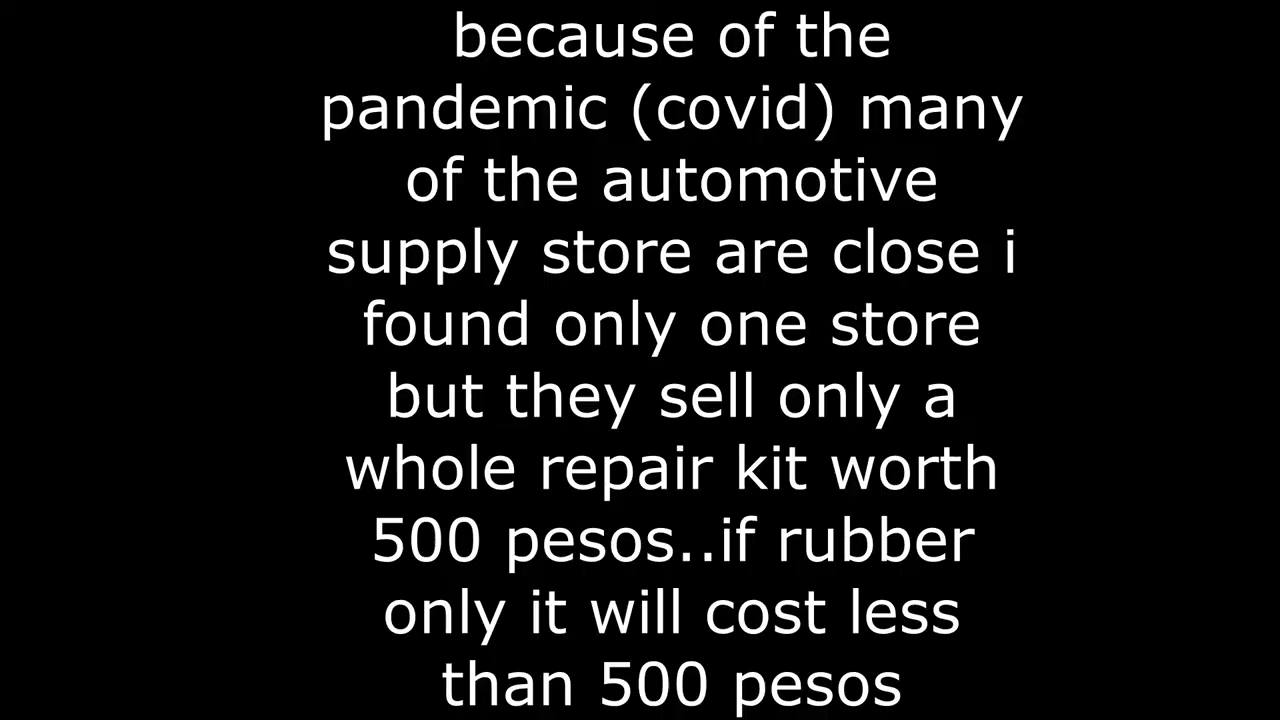 because of the
pandemic (covid) many
of the automotive
supply store are close i
found only one store
but they sell only a
whole repair kit worth
500 pesos..if rubber
only it will cost less
than 500 pesos